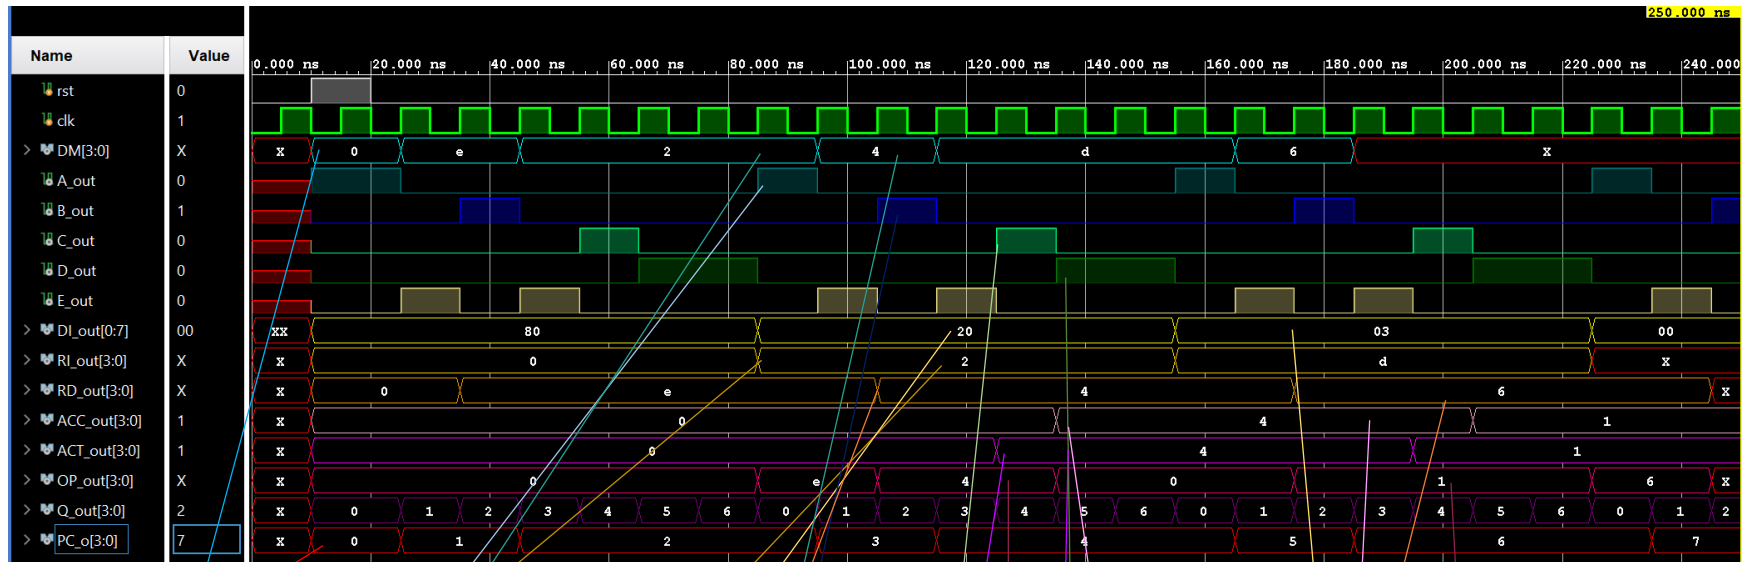 250.000 ns
Name Value
0.000 ns 20.000 ns 40.000 ns 60.000 ns 80.000 ns 100.000 ns 120.000 ns 140.000 ns 160.000 ns 180.000 ns 200.000 ns 220.000 ns 240.000
rst 0
clk 1
DM[3:0] X X 0 e 2 4 d 6 X
A_out 0
B_out 1
C_out 0
D_out 0
E_out 0
DI_out[0:7] 00 XX 80 20 03 00
RI_out[3:0] X X 0 2 d X
RD_out[3:0] X X 0 e 4 6 X
ACC_out[3:0] 1 X 0 4 1
ACT_out[3:0] 1 X 0 4 1
OP_out[3:0] X X 0 e 4 0 1 6 X
Q_out[3:0] 2 X 0 1 2 3 4 5 6 0 1 2 3 4 5 6 0 1 2 3 4 5 6 0 1 2
PC_o[3:0] 7 X 0 1 2 3 4 5 6 7